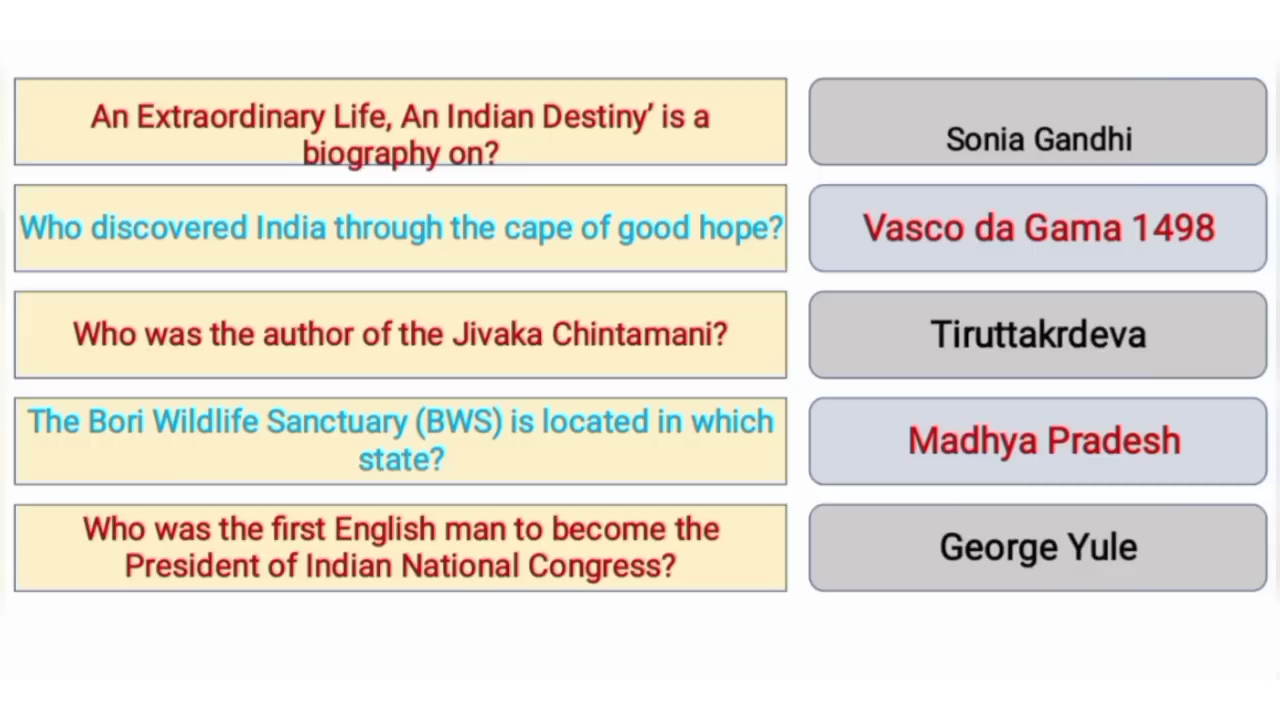 An Extraordinary Life, An Indian Destiny’ is a
biography on?
Sonia Gandhi
Who discovered India through the cape of good hope?
Vasco da Gama 1498
Who was the author of the Jivaka Chintamani?
Tiruttakrdeva
The Bori Wildlife Sanctuary (BWS) is located in which
state?
Madhya Pradesh
Who was the first English man to become the
President of Indian National Congress?
George Yule